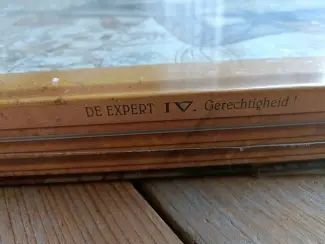 DE EXPERT IV. Gerechtigheid !